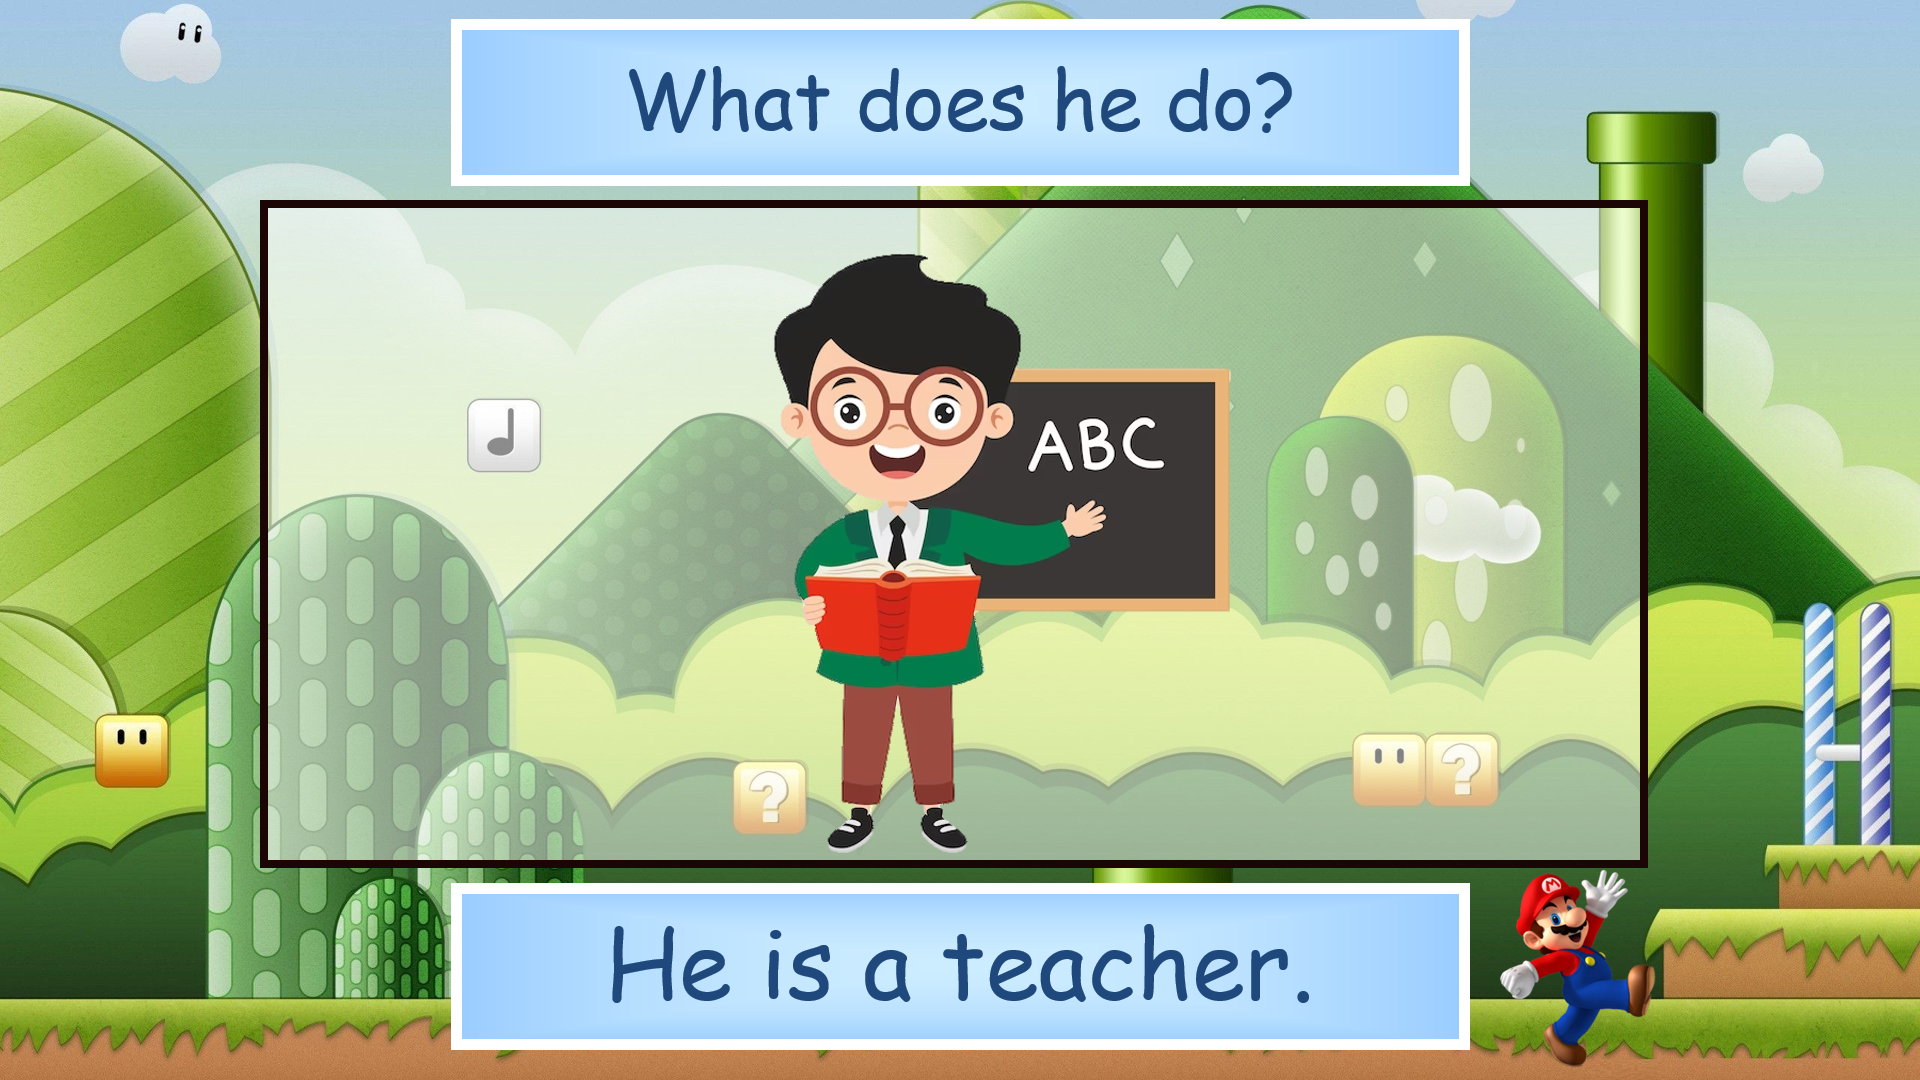 What does he do?
ABC
?
?
He is a teacher.
M